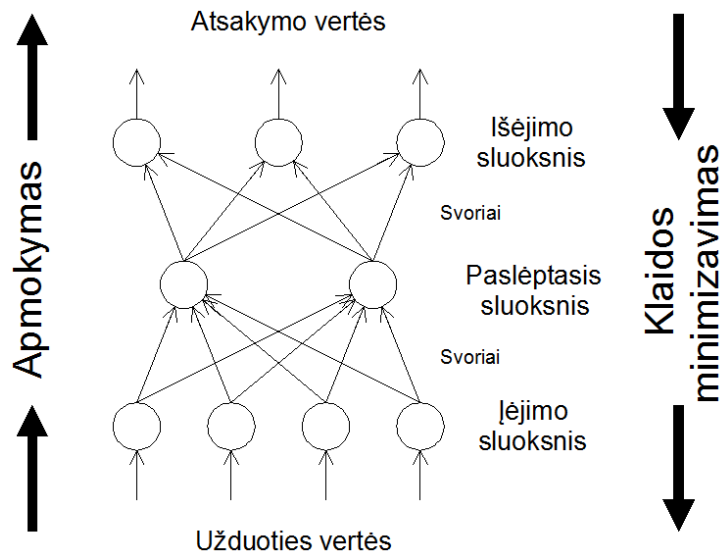 Atsakymo vertės
Išėjimo
sluoksnis
Svoriai
Paslėptasis
sluoksnis
Svoriai
Įėjimo
sluoksnis
Užduoties vertės
Apmokymas
Klaidos
minimizavimas